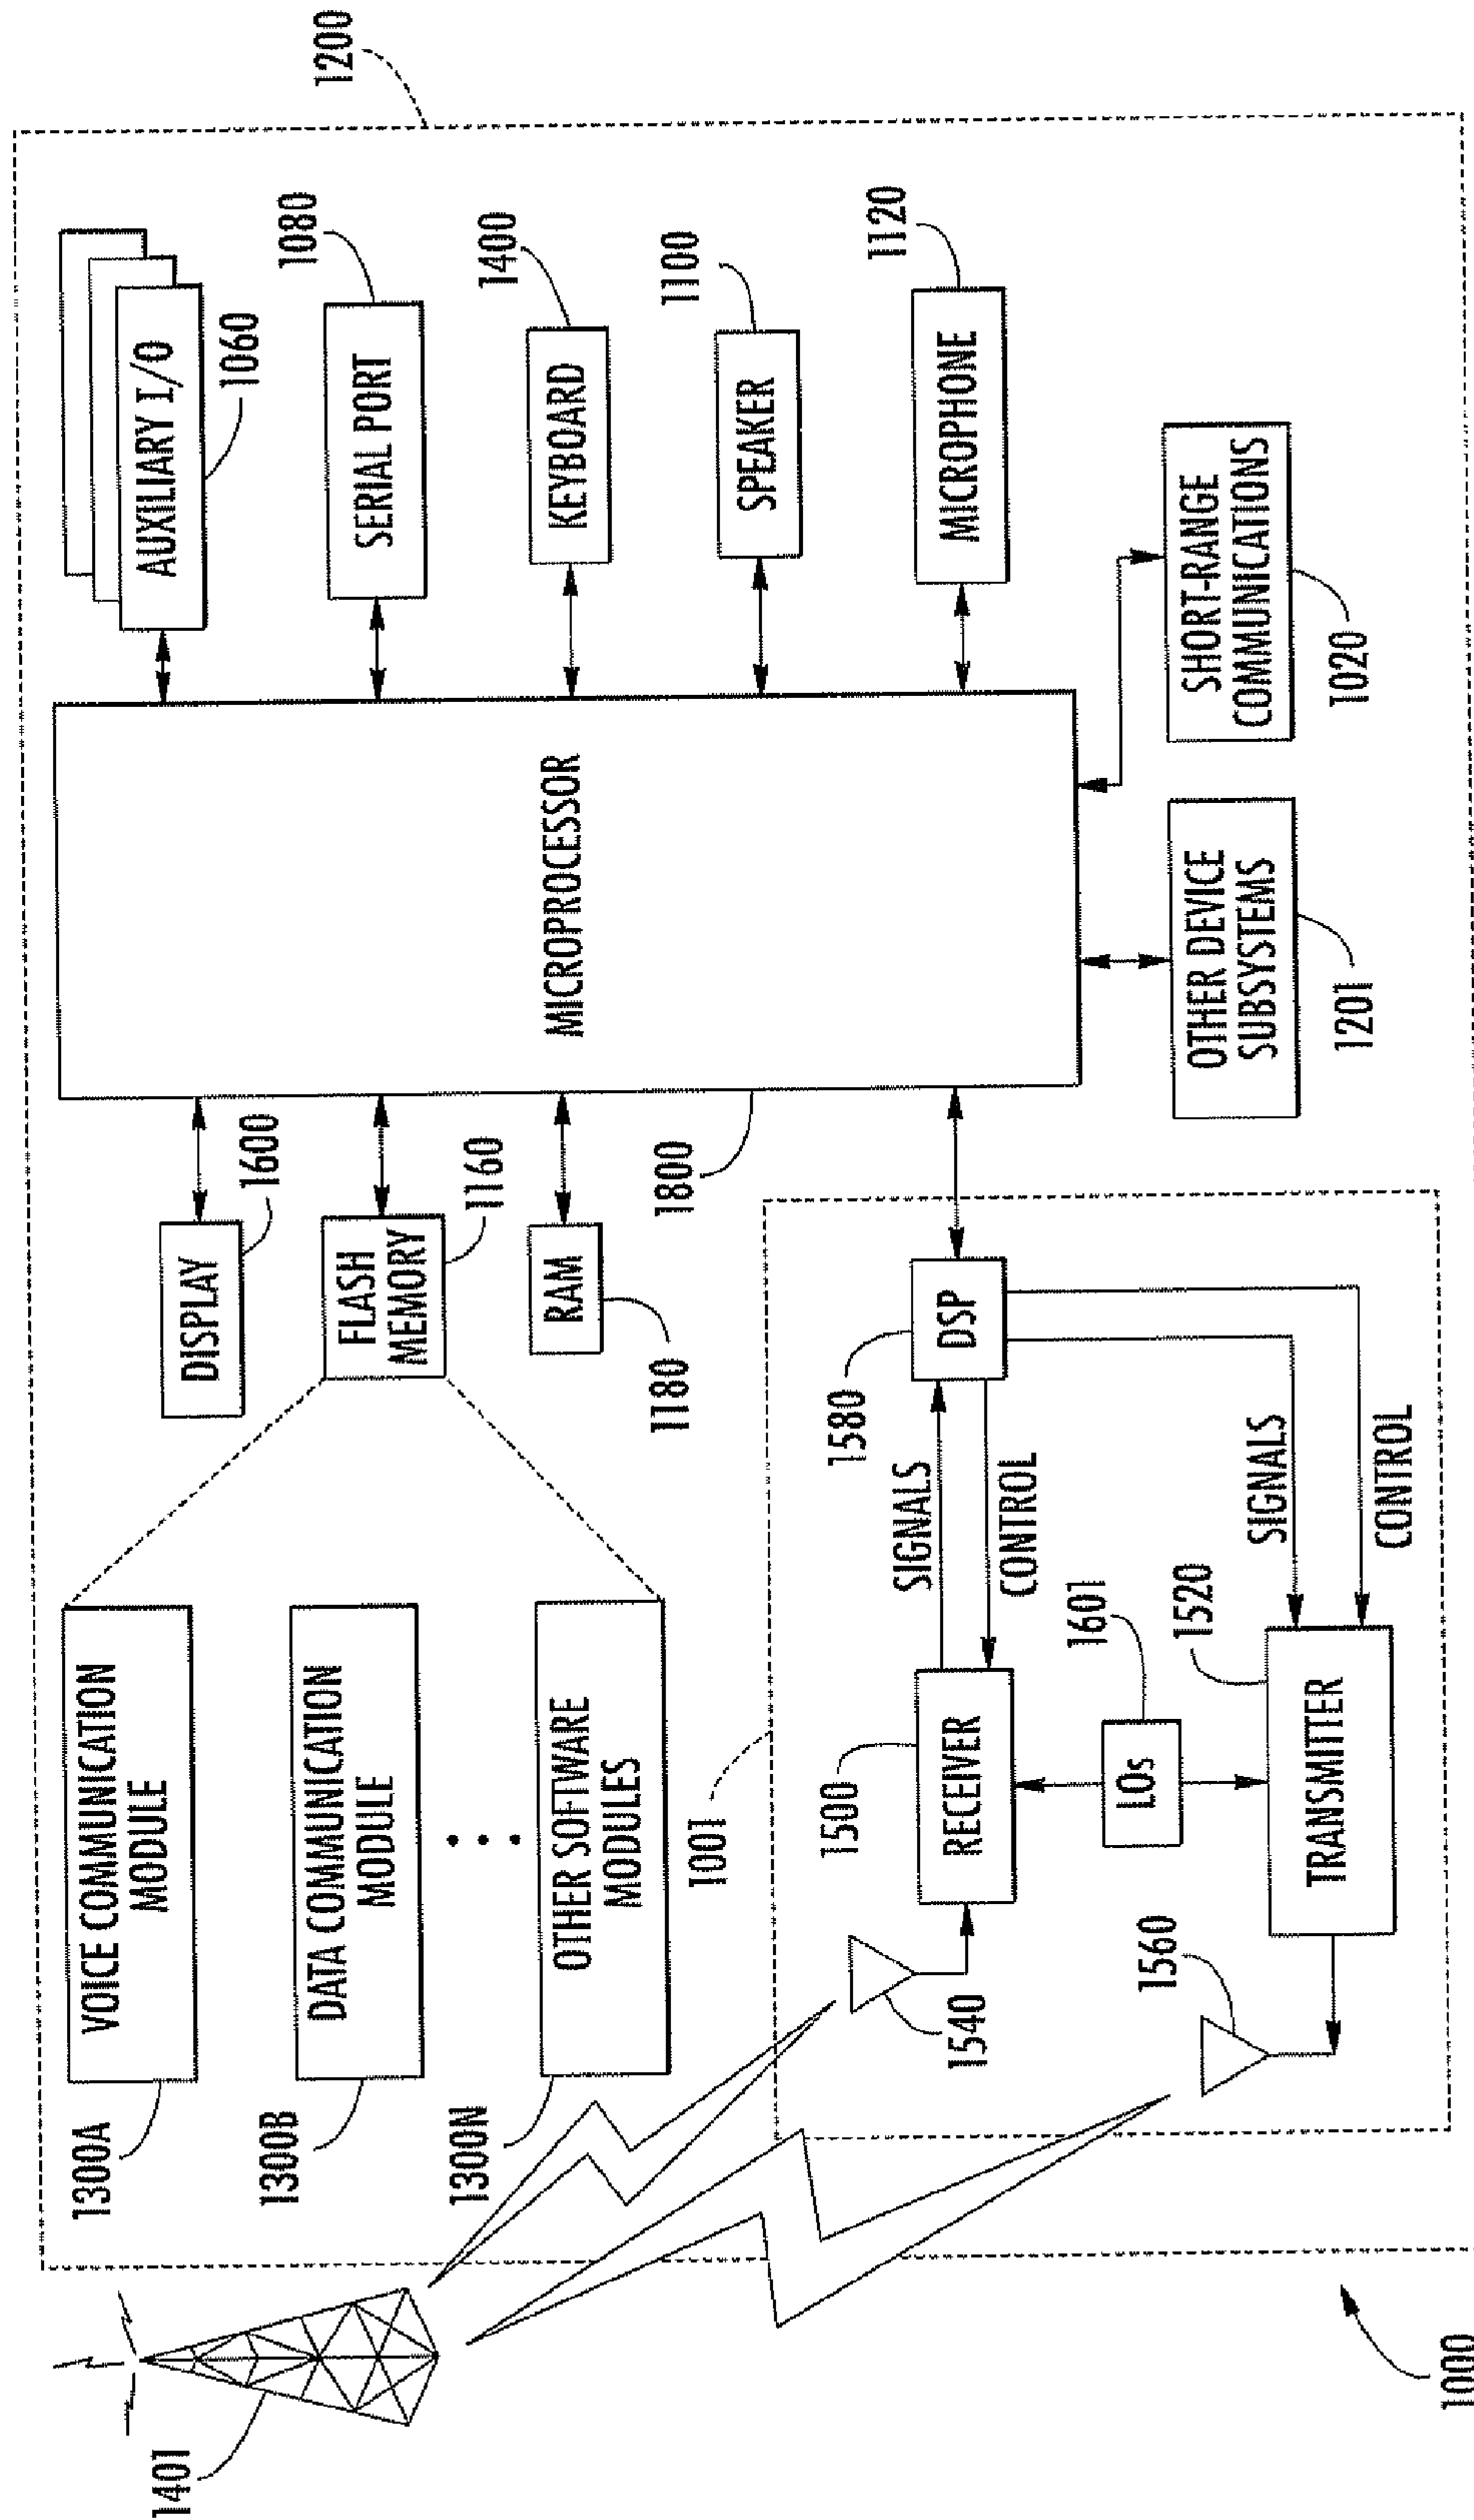 1200
AUXILIARY I/O
1060
SERIAL PORT
1080
KEYBOARD
1400
SPEAKER
1100
MICROPHONE
1120
SHORT-RANGE
COMMUNICATIONS
1020
OTHER DEVICE
SUBSYSTEMS
1201
MICROPROCESSOR
1800
DISPLAY
1600
FLASH
MEMORY
1160
RAM
1180
VOICE COMMUNICATION
MODULE
1300A
DATA COMMUNICATION
MODULE
1300B
OTHER SOFTWARE
MODULES
1300N
1001
DSP
1580
SIGNALS
CONTROL
RECEIVER
1500
1540
LOs
1601
SIGNALS
CONTROL
TRANSMITTER
1520
1560
1401
1000